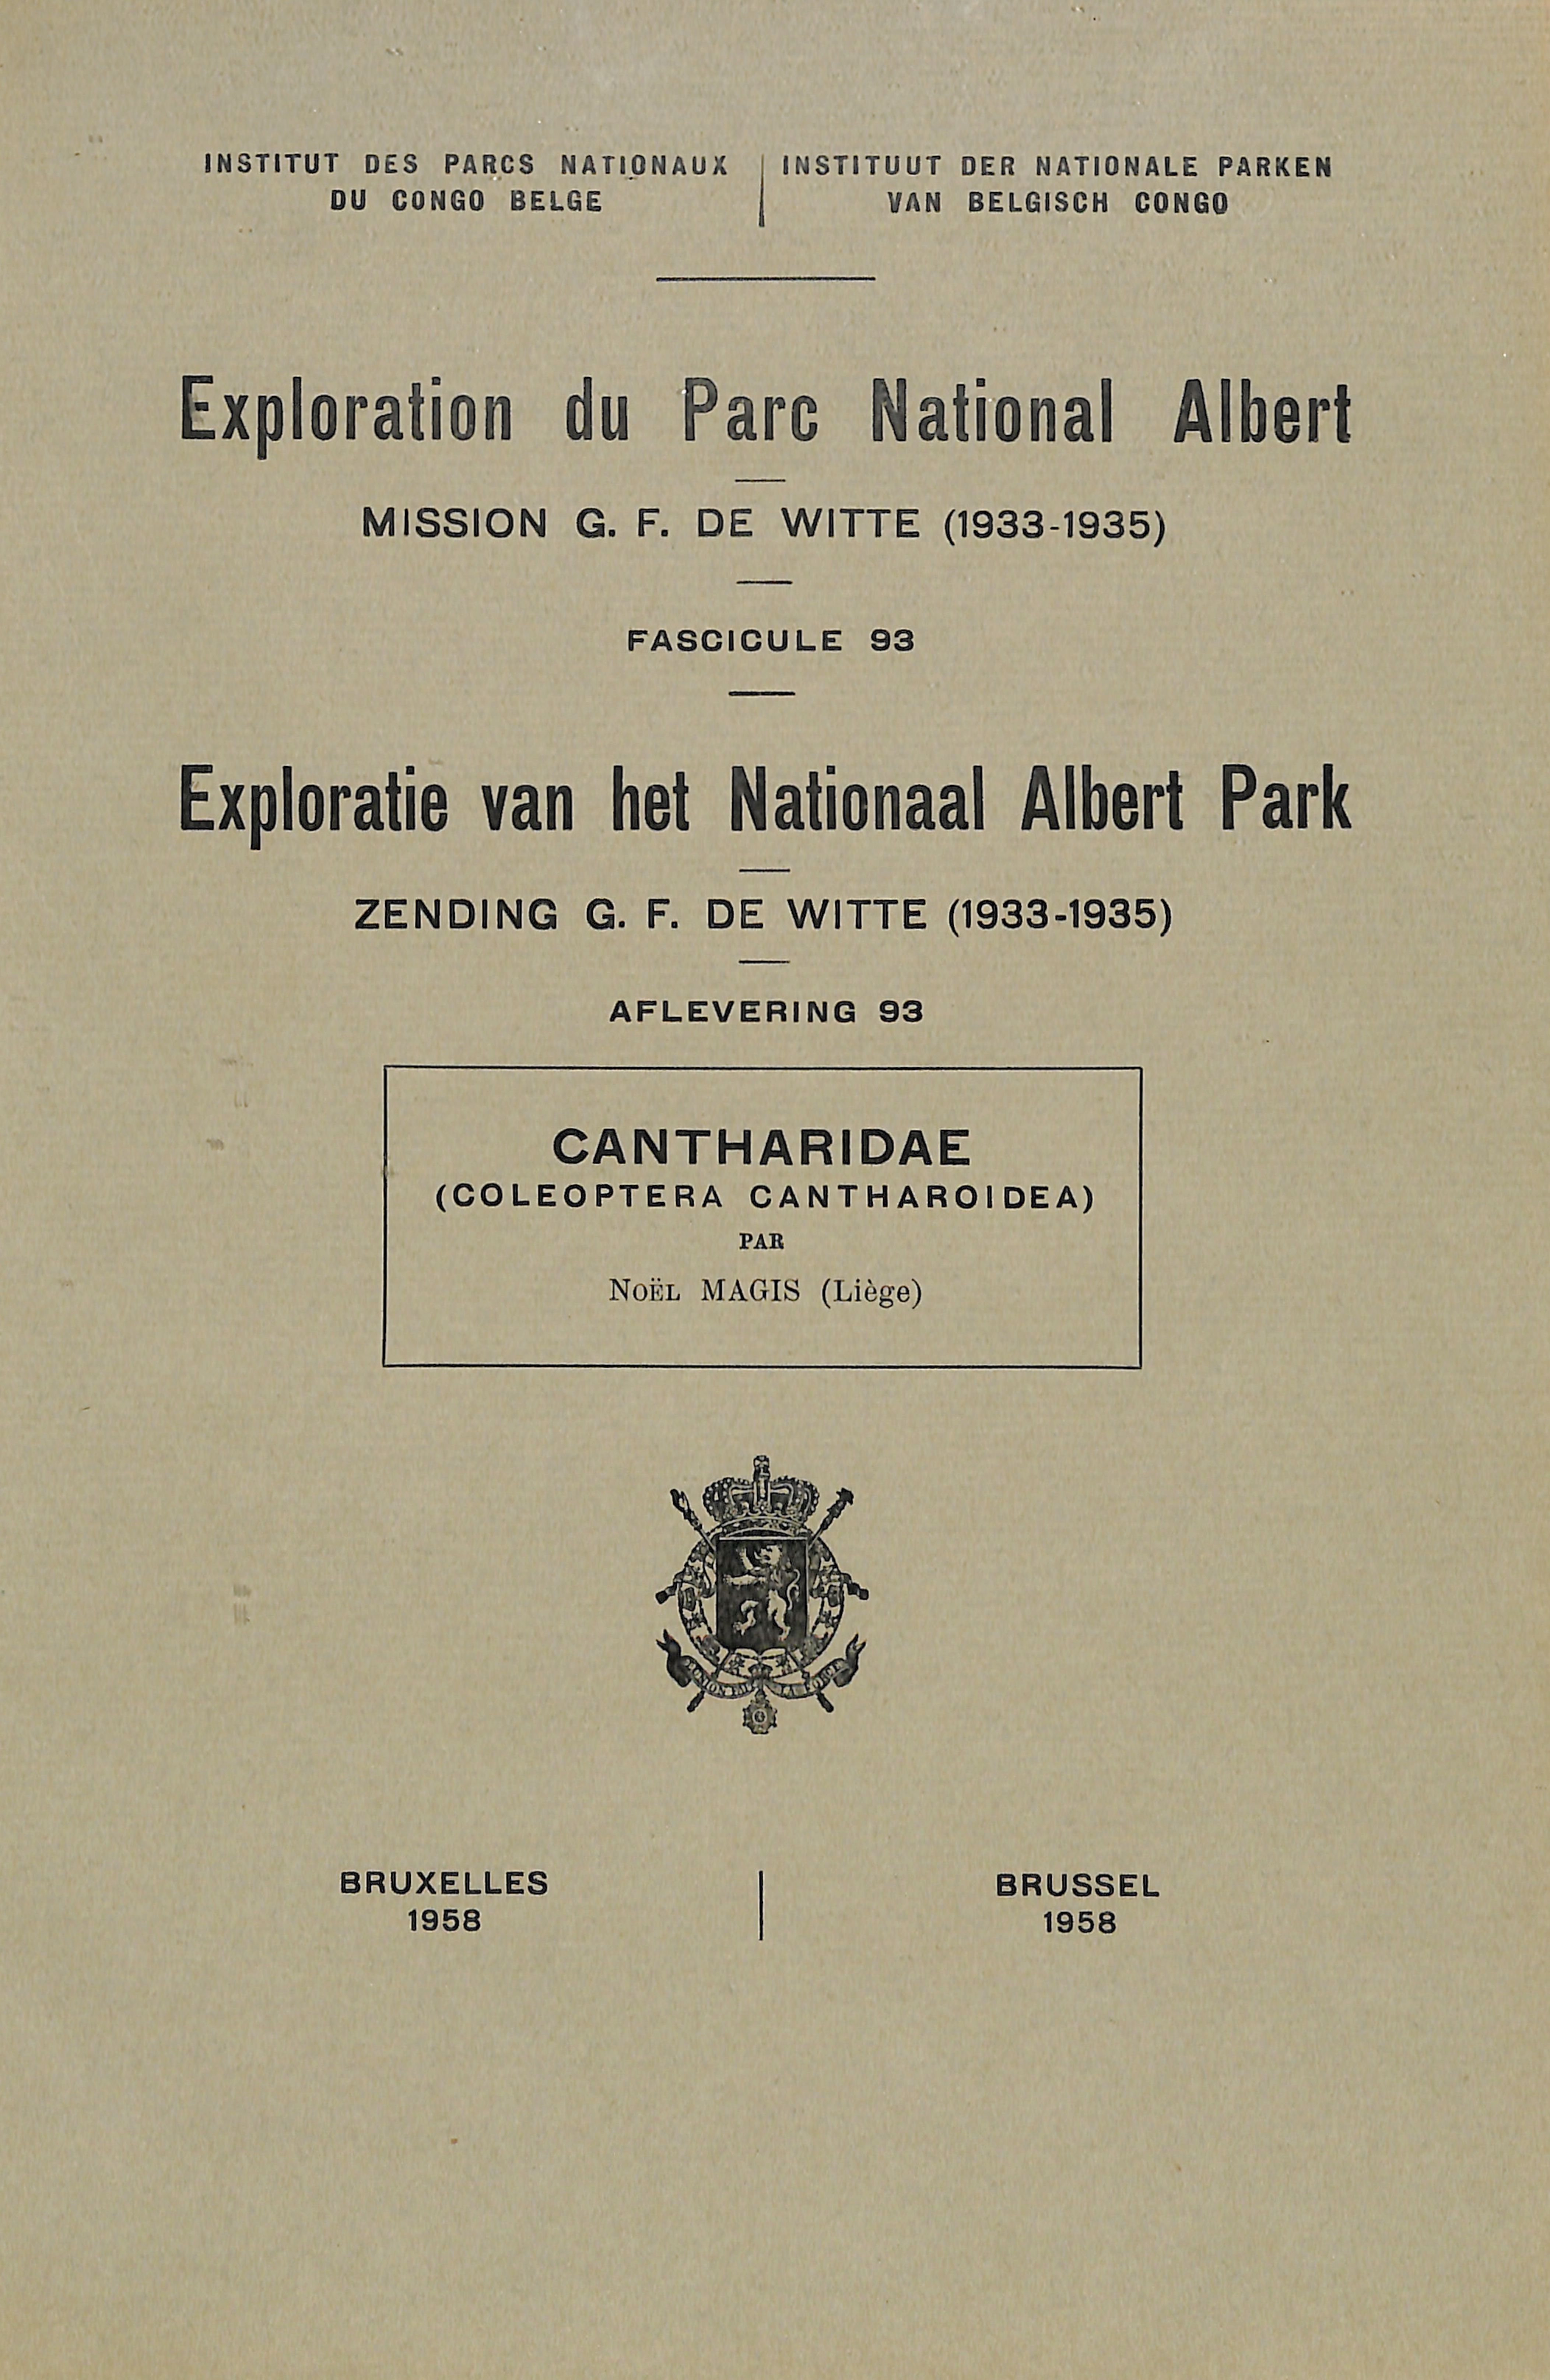 INSTITUT DES PARCS NATIONAUX
DU CONGO BELGE
INSTITUUT DER NATIONALE PARKEN
VAN BELGISCH CONGO
Exploration du Parc National Albert
MISSION G. F. DE WITTE (1933-1935)
FASCICULE 93
Exploratie van het Nationaal Albert Park
ZENDING G. F. DE WITTE (1933-1935)
AFLEVERING 93
CANTHARIDAE
(COLEOPTERA CANTHAROIDEA)
PAR
NOËL MAGIS (Liège)
BRUXELLES
1958
BRUSSEL
1958